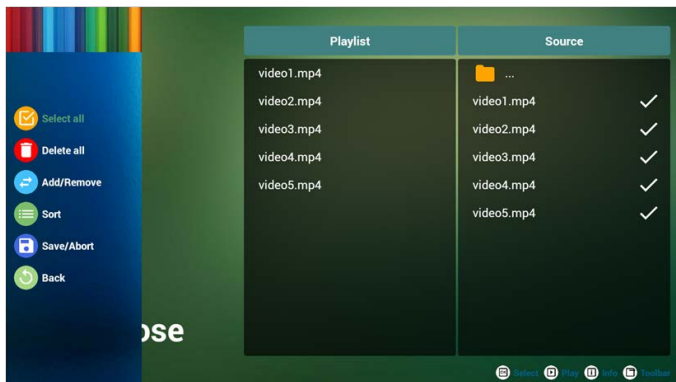 Playlist
Source
video1.mp4
video2.mp4
video3.mp4
video4.mp4
video5.mp4
...
video1.mp4
video2.mp4
video3.mp4
video4.mp4
video5.mp4
Select all
Delete all
Add/Remove
Sort
Save/Abort
Back
ose
Select Play Info Toolbar